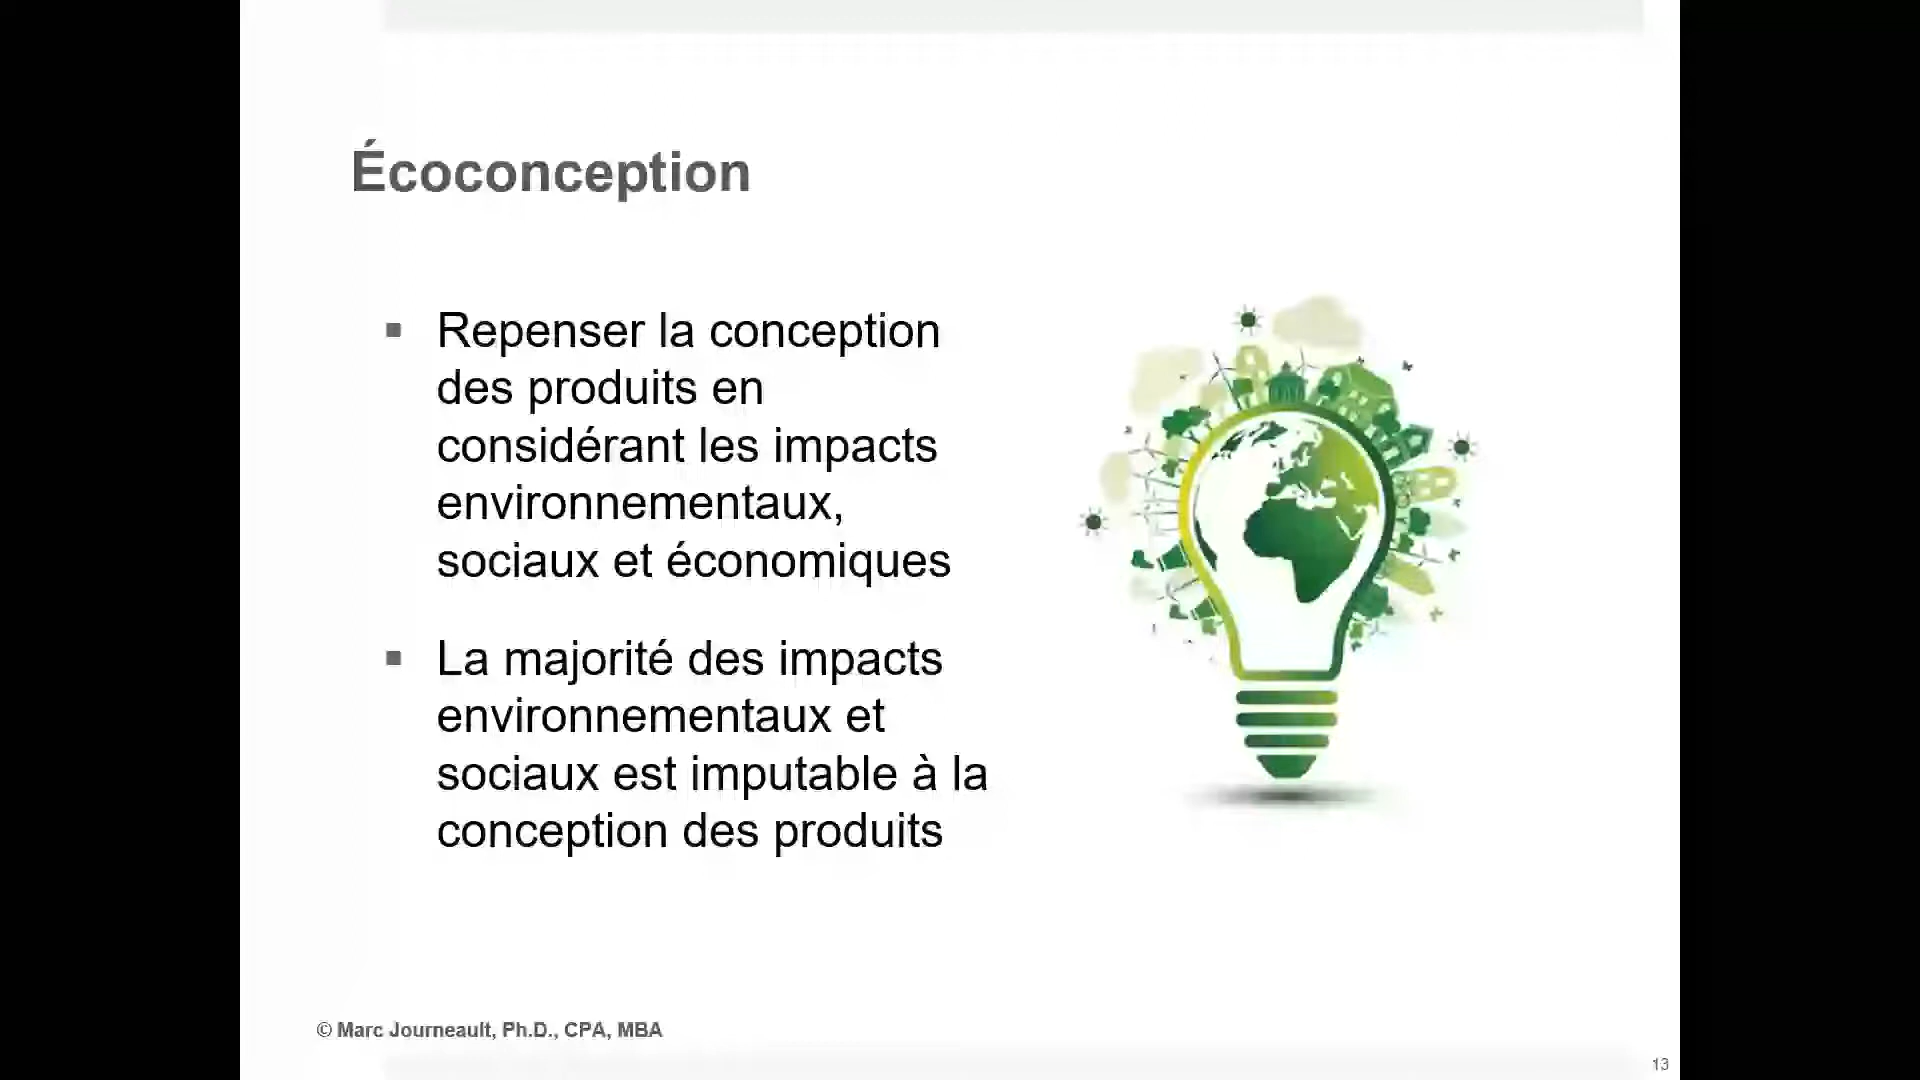 Écoconception
▪ Repenser la conception
des produits en
considérant les impacts
environnementaux,
sociaux et économiques
▪ La majorité des impacts
environnementaux et
sociaux est imputable à la
conception des produits
© Marc Journeault, Ph.D., CPA, MBA
13